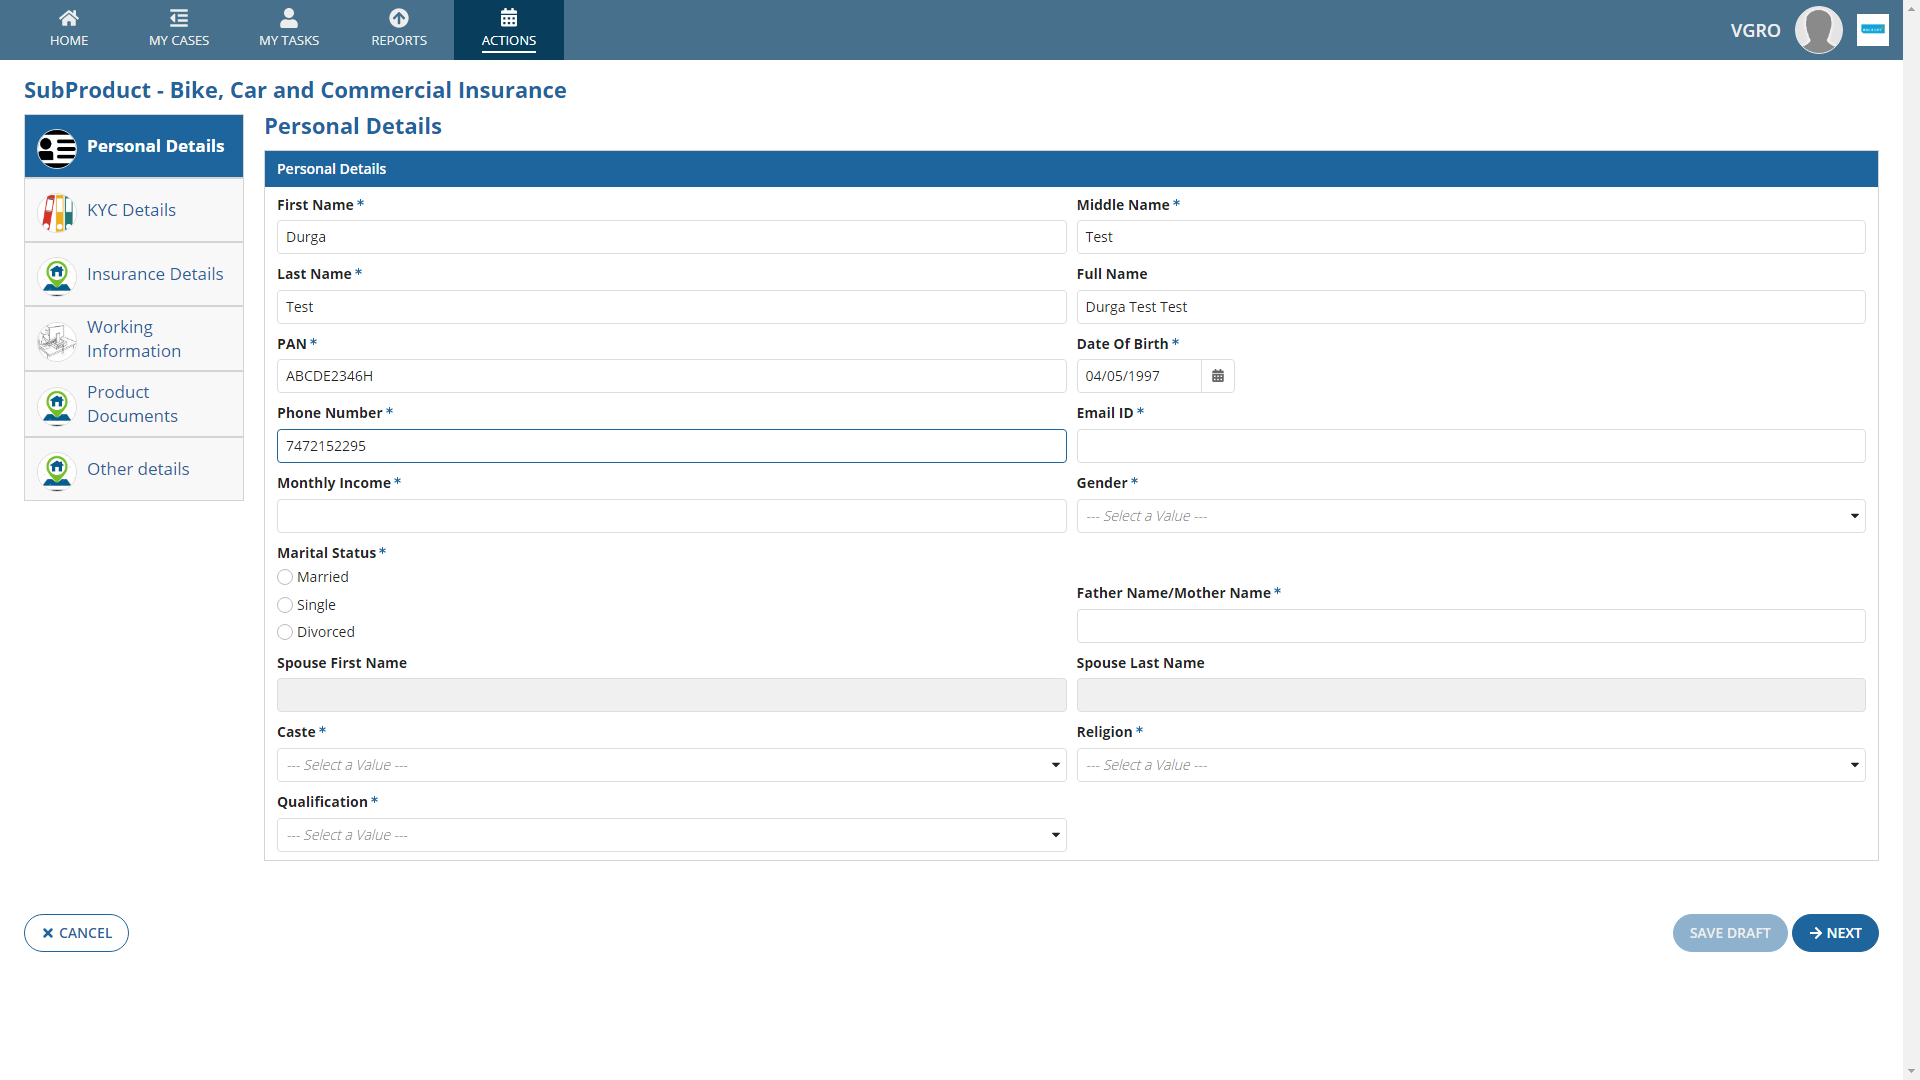 HOME
MY CASES
MY TASKS
REPORTS
ACTIONS
VGRO
SubProduct - Bike, Car and Commercial Insurance
Personal Details
KYC Details
Insurance Details
Working
Information
Product
Documents
Other details
Personal Details
Personal Details
First Name *
Middle Name *
Durga
Test
Last Name *
Full Name
Test
Durga Test Test
PAN *
Date Of Birth *
ABCDE2346H
04/05/1997
Phone Number *
Email ID *
7472152295
Monthly Income *
Gender *
--- Select a Value ---
Marital Status *
Married
Single
Divorced
Father Name/Mother Name *
Spouse First Name
Spouse Last Name
Caste *
Religion *
--- Select a Value ---
--- Select a Value ---
Qualification *
--- Select a Value ---
CANCEL
SAVE DRAFT
NEXT